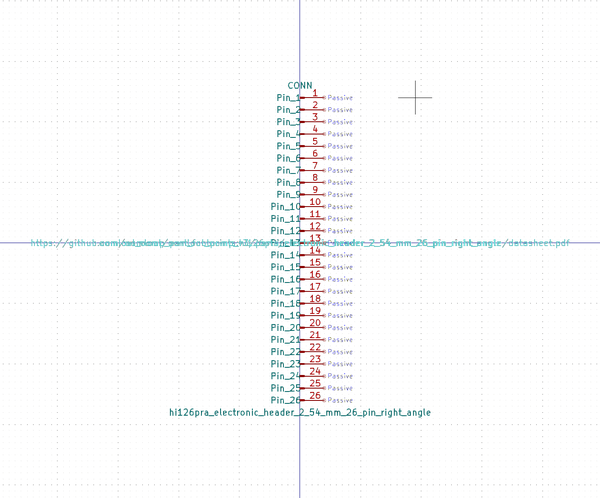 CONN
Pin_1 1 Passive
Pin_2 2 Passive
Pin_3 3 Passive
Pin_4 4 Passive
Pin_5 5 Passive
Pin_6 6 Passive
Pin_7 7 Passive
Pin_8 8 Passive
Pin_9 9 Passive
Pin_10 10 Passive
Pin_11 11 Passive
Pin_12 12 Passive
13
Pin_14 14 Passive
Pin_15 15 Passive
Pin_16 16 Passive
Pin_17 17 Passive
Pin_18 18 Passive
Pin_19 19 Passive
Pin_20 20 Passive
Pin_21 21 Passive
Pin_22 22 Passive
Pin_23 23 Passive
Pin_24 24 Passive
Pin_25 25 Passive
Pin_26 26 Passive
hi126pra_electronic_header_2_54_mm_26_pin_right_angle